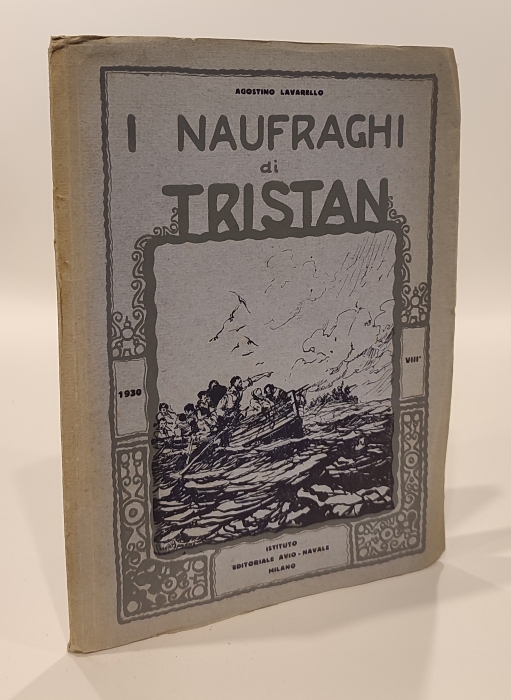 AGOSTINO LAVARELLO
I NAUFRAGHI
di
TRISTAN
1930
VIII°
ISTITUTO
EDITORIALE AVIO-NAVALE
MILANO